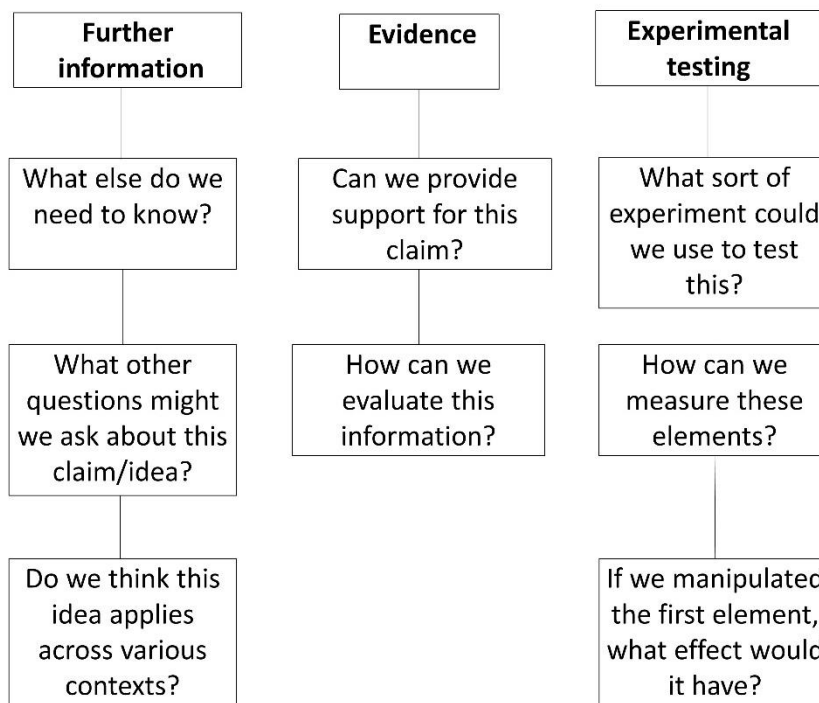 Further
information
What else do we
need to know?
What other
questions might
we ask about this
claim/idea?
Do we think this
idea applies
across various
contexts?
Evidence
Can we provide
support for this
claim?
How can we
evaluate this
information?
Experimental
testing
What sort of
experiment could
we use to test
this?
How can we
measure these
elements?
If we manipulated
the first element,
what effect would
it have?